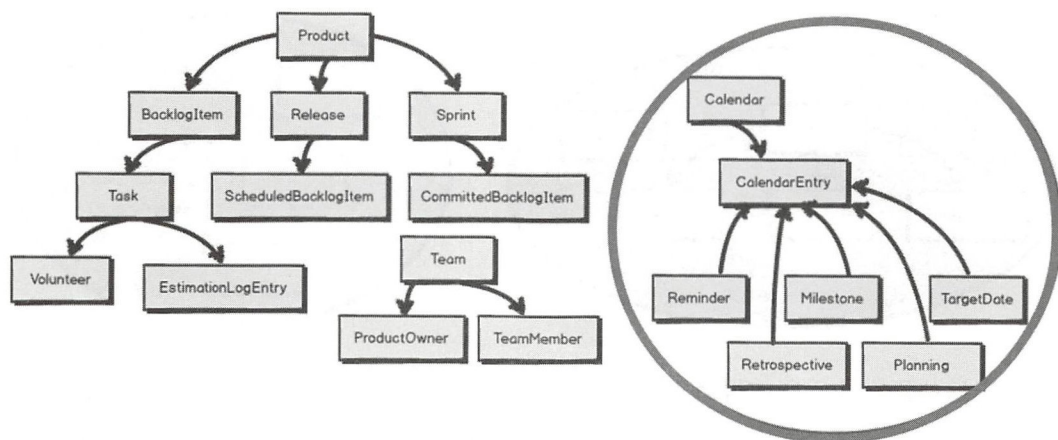 Product
BacklogItem
Release
Sprint
Task
ScheduledBacklogItem
CommittedBacklogItem
Volunteer
EstimationLogEntry
Team
ProductOwner
TeamMember
Calendar
CalendarEntry
Reminder
Milestone
TargetDate
Retrospective
Planning